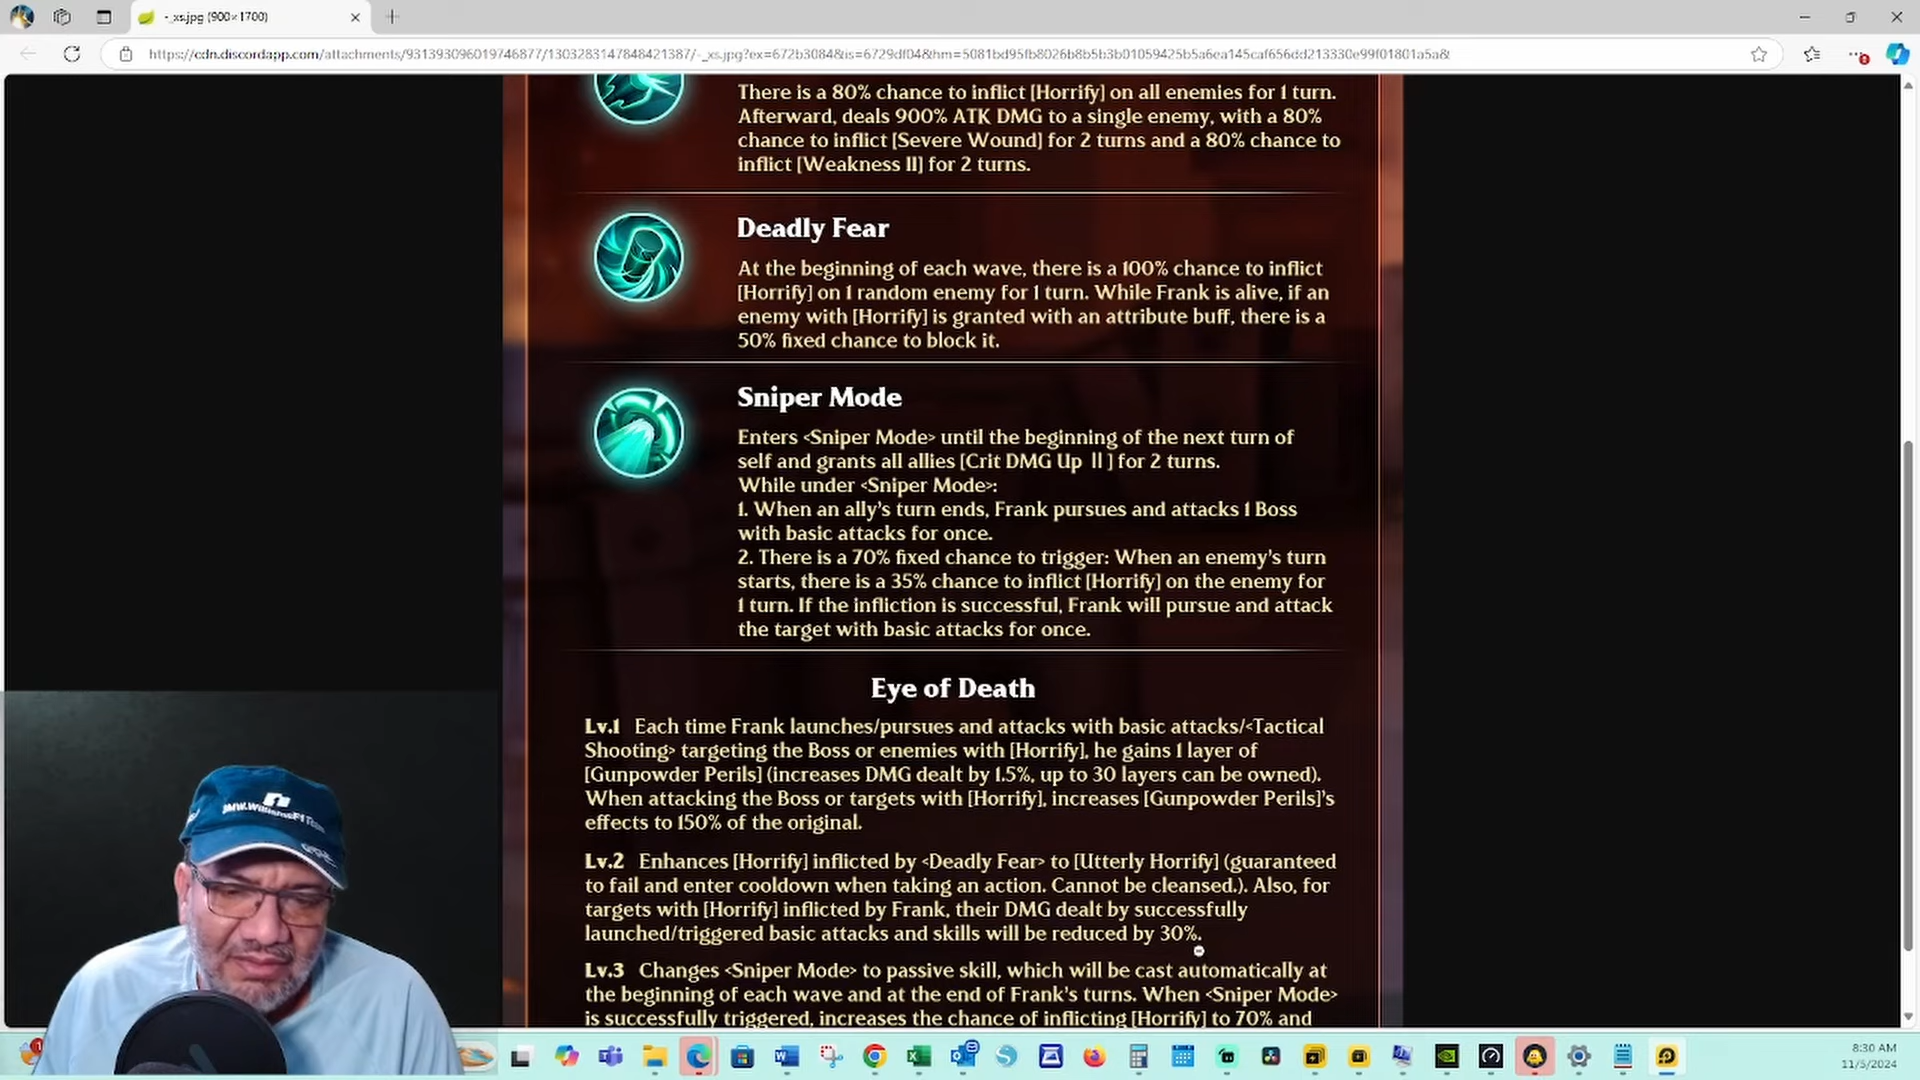 -_xs.jpg (900×1700)
https://cdn.discordapp.com/attachments/931393096019746877/1303283147848421387/-_xs.jpg?ex=672b3084&is=6729df04&hm=5081bd95fb8026b8b5b3b01059425b5a6ea145caf656dd213330e99f01801a5a&
There is a 80% chance to inflict [Horrify] on all enemies for 1 turn.
Afterward, deals 900% ATK DMG to a single enemy, with a 80%
chance to inflict [Severe Wound] for 2 turns and a 80% chance to
inflict [Weakness II] for 2 turns.
Deadly Fear
At the beginning of each wave, there is a 100% chance to inflict
[Horrify] on 1 random enemy for 1 turn. While Frank is alive, if an
enemy with [Horrify] is granted with an attribute buff, there is a
50% fixed chance to block it.
Sniper Mode
Enters <Sniper Mode> until the beginning of the next turn of
self and grants all allies [Crit DMG Up II] for 2 turns.
While under <Sniper Mode>:
1. When an ally's turn ends, Frank pursues and attacks 1 Boss
with basic attacks for once.
2. There is a 70% fixed chance to trigger: When an enemy's turn
starts, there is a 35% chance to inflict [Horrify] on the enemy for
1 turn. If the infliction is successful, Frank will pursue and attack
the target with basic attacks for once.
Eye of Death
Lv.1 Each time Frank launches/pursues and attacks with basic attacks/<Tactical
Shooting> targeting the Boss or enemies with [Horrify], he gains 1 layer of
[Gunpowder Perils] (increases DMG dealt by 1.5%, up to 30 layers can be owned).
When attacking the Boss or targets with [Horrify], increases [Gunpowder Perils]'s
effects to 150% of the original.
Lv.2 Enhances [Horrify] inflicted by <Deadly Fear> to [Utterly Horrify] (guaranteed
to fail and enter cooldown when taking an action. Cannot be cleansed.). Also, for
targets with [Horrify] inflicted by Frank, their DMG dealt by successfully
launched/triggered basic attacks and skills will be reduced by 30%.
Lv.3 Changes <Sniper Mode> to passive skill, which will be cast automatically at
the beginning of each wave and at the end of Frank's turns. When <Sniper Mode>
is successfully triggered, increases the chance of inflicting [Horrify] to 70% and
8:30 AM
11/5/2024